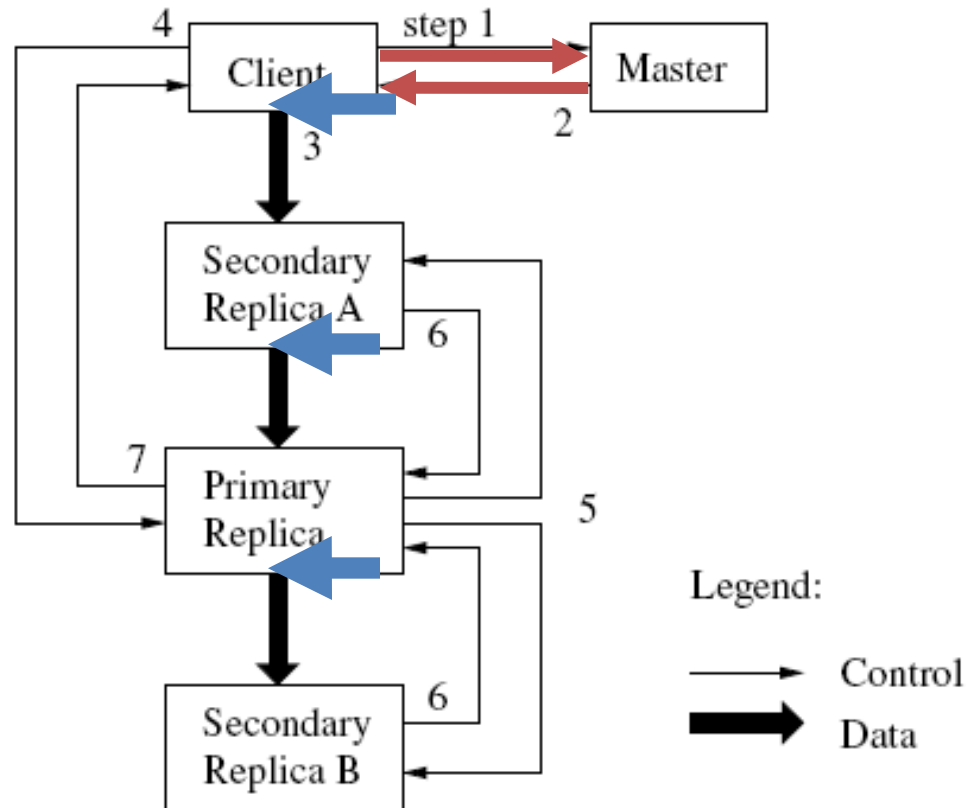 4
step 1
Client
Master
2
3
Secondary
Replica A
6
7
Primary
Replica
5
Legend:
Control
Data
6
Secondary
Replica B